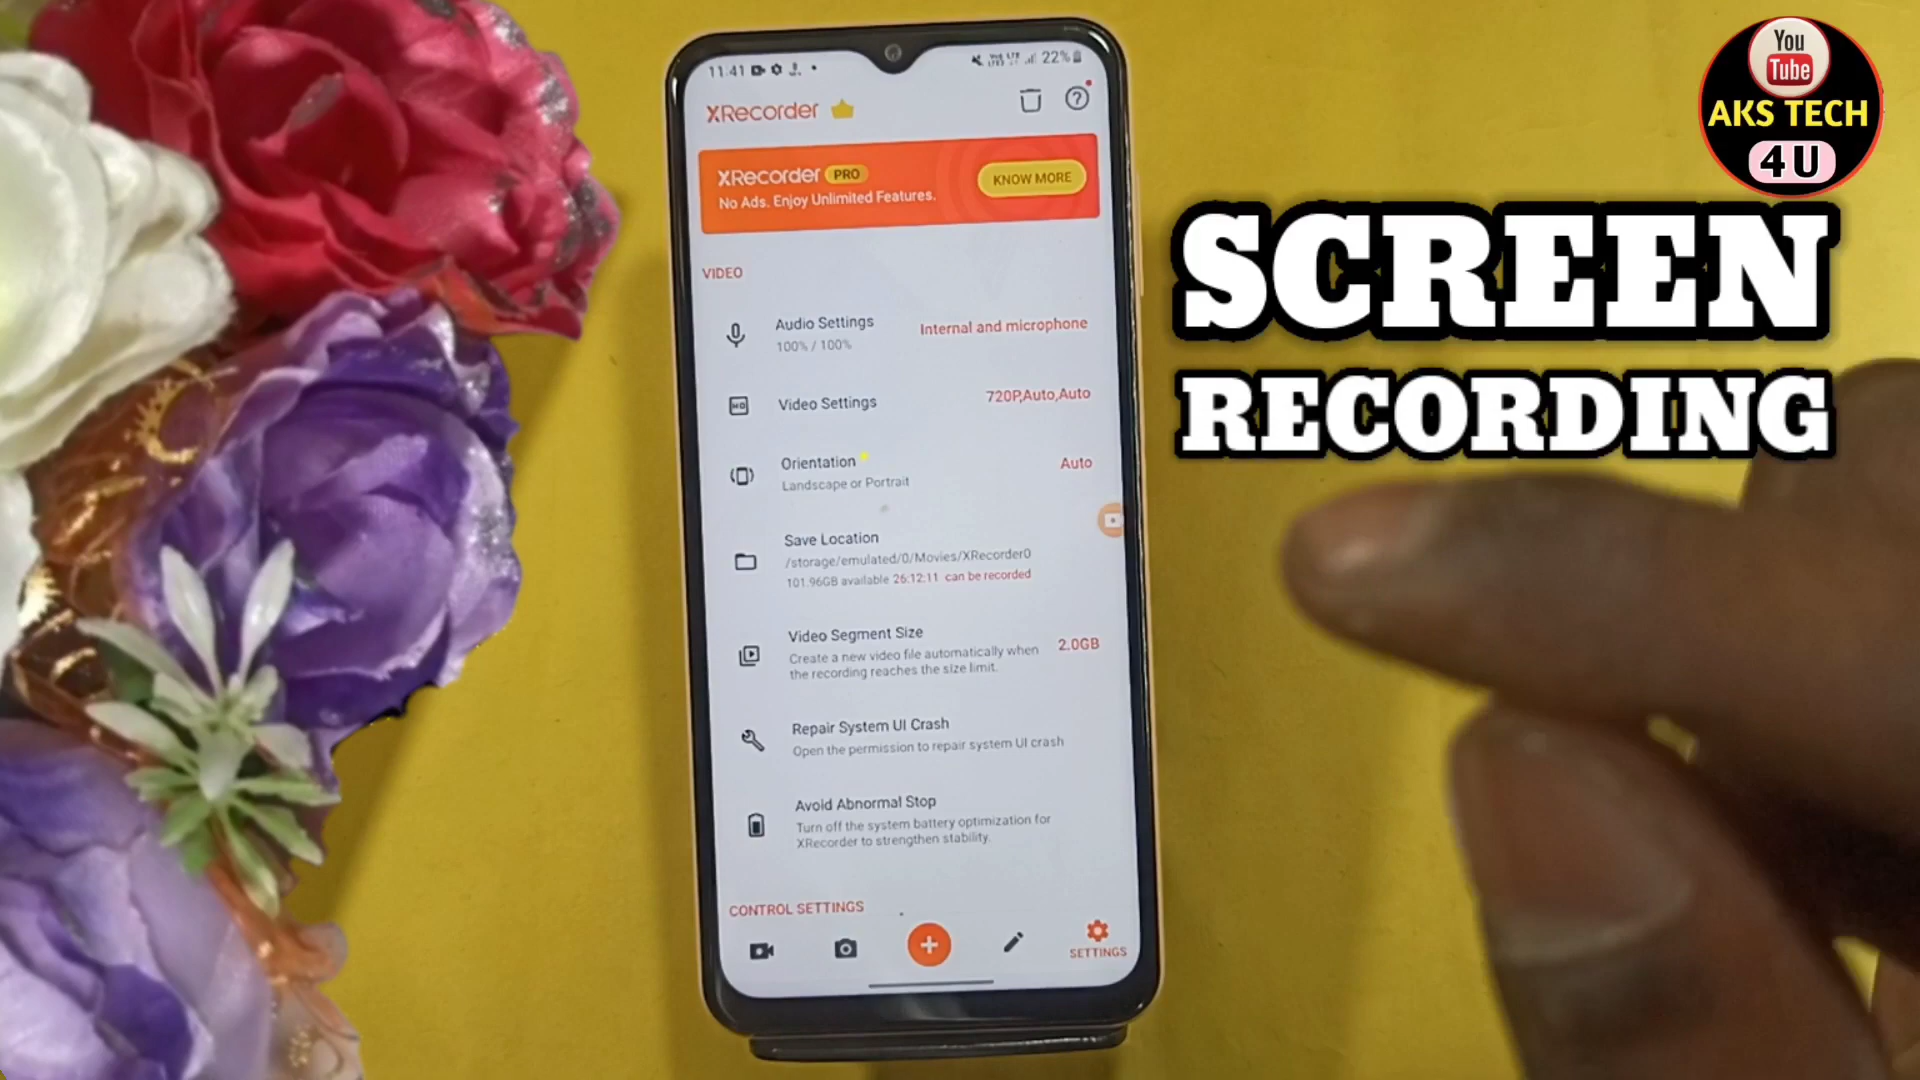 You
Tube
AKS TECH
4 U
SCREEN
RECORDING
11:41
22%
XRecorder
XRecorder PRO
No Ads. Enjoy Unlimited Features.
KNOW MORE
VIDEO
Audio Settings
100% / 100%
Internal and microphone
HD
Video Settings
720P,Auto,Auto
Orientation
Landscape or Portrait
Auto
Save Location
/storage/emulated/0/Movies/XRecorder0
101.96GB available 26:12:11 can be recorded
Video Segment Size
Create a new video file automatically when
the recording reaches the size limit.
2.0GB
Repair System UI Crash
Open the permission to repair system UI crash
Avoid Abnormal Stop
Turn off the system battery optimization for
XRecorder to strengthen stability.
CONTROL SETTINGS
SETTINGS